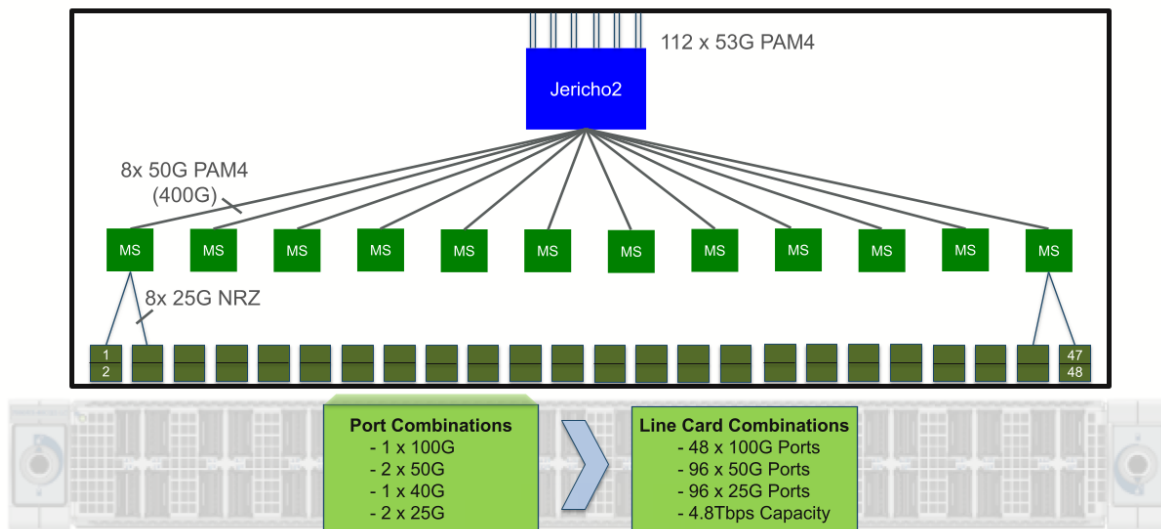 112 x 53G PAM4
Jericho2
8x 50G PAM4
(400G)
MS MS MS MS MS MS MS MS MS MS MS MS
8x 25G NRZ
1 47
2 48
Port Combinations
- 1 x 100G
- 2 x 50G
- 1 x 40G
- 2 x 25G
Line Card Combinations
- 48 x 100G Ports
- 96 x 50G Ports
- 96 x 25G Ports
- 4.8Tbps Capacity